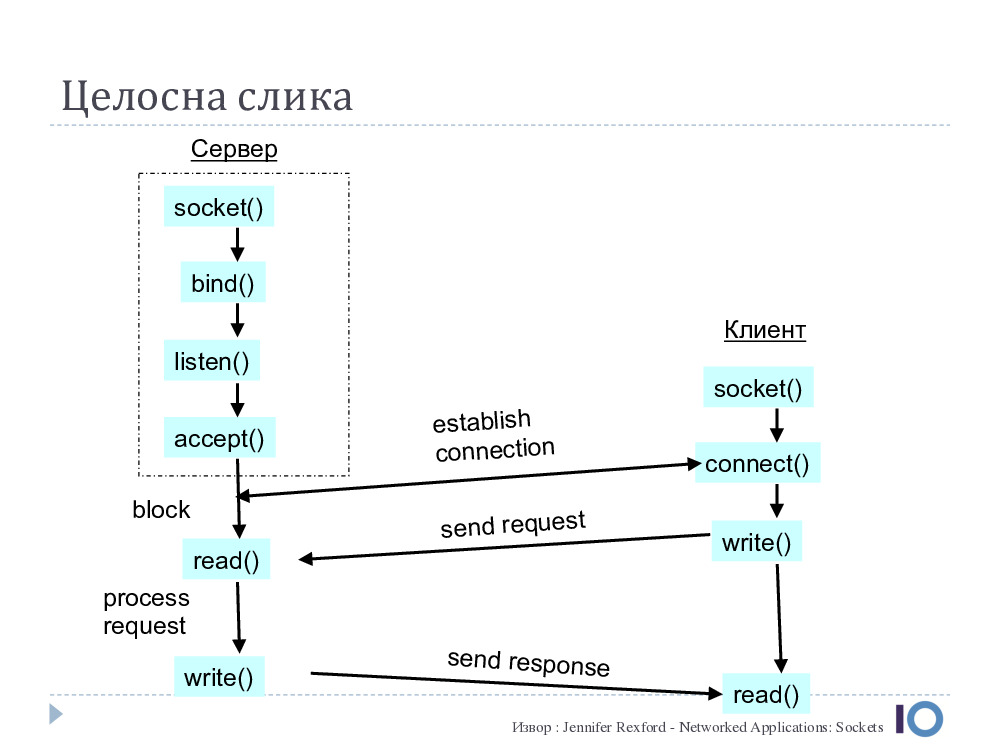 Целосна слика
Сервер
socket()
bind()
listen()
accept()
block
read()
process
request
write()
establish
connection
send request
send response
Клиент
socket()
connect()
write()
read()
Извор : Jennifer Rexford - Networked Applications: Sockets